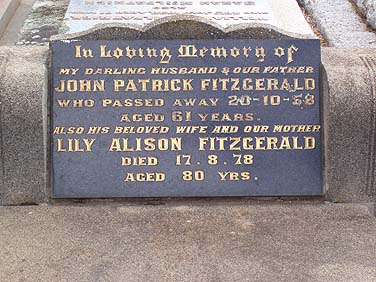 In Loving Memory of
MY DARLING HUSBAND & OUR FATHER
JOHN PATRICK FITZGERALD
WHO PASSED AWAY 20-10-58
AGED 61 YEARS.
ALSO HIS BELOVED WIFE AND OUR MOTHER
LILY ALISON FITZGERALD
DIED 17.8.78
AGED 80 YRS.